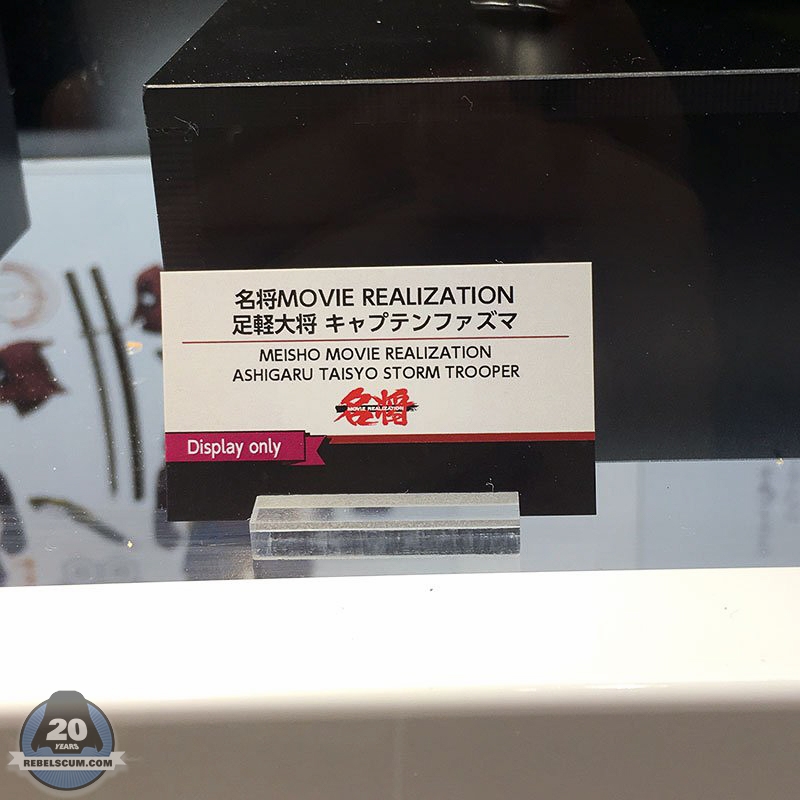 名将MOVIE REALIZATION
足軽大将 キャプテンファズマ
MEISHO MOVIE REALIZATION
ASHIGARU TAISYO STORM TROOPER
名将
MOVIE REALIZATION
Display only
20
YEARS
REBELSCUM.COM